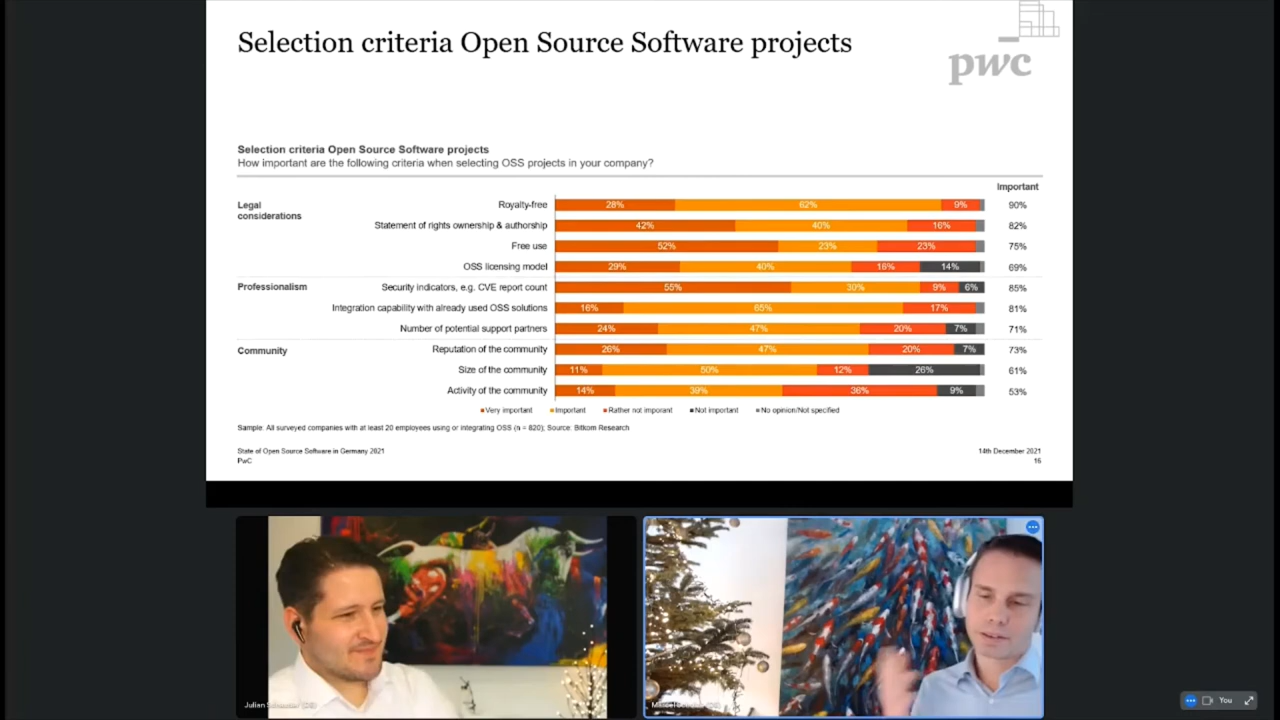 Selection criteria Open Source Software projects
pwc
Selection criteria Open Source Software projects
How important are the following criteria when selecting OSS projects in your company?
Important
Legal considerations
Royalty-free 28% 62% 9% 90%
Statement of rights ownership & authorship 42% 40% 16% 82%
Free use 52% 23% 23% 75%
OSS licensing model 29% 40% 16% 14% 69%
Professionalism
Security indicators, e.g. CVE report count 55% 30% 9% 6% 85%
Integration capability with already used OSS solutions 16% 65% 17% 81%
Number of potential support partners 24% 47% 20% 7% 71%
Community
Reputation of the community 26% 47% 20% 7% 73%
Size of the community 11% 50% 12% 26% 61%
Activity of the community 14% 39% 36% 9% 53%
Very important Important Rather not imporant Not important No opinion/Not specified
Sample: All surveyed companies with at least 20 employees using or integrating OSS (n = 820); Source: Bitkom Research
State of Open Source Software in Germany 2021 14th December 2021
PwC 16
Julian (DE)
You